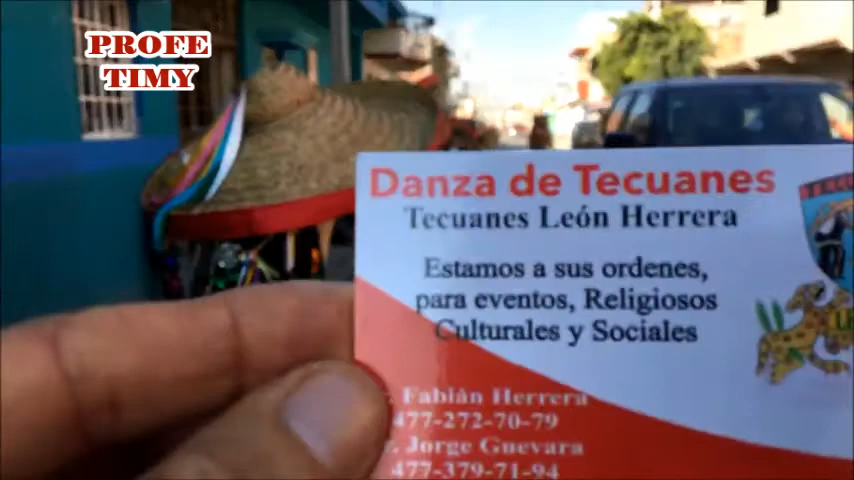 PROFE
TIMY
Danza de Tecuanes
Tecuanes León Herrera
Estamos a sus ordenes,
para eventos, Religiosos
Culturales y Sociales
Fabián Herrera
477-272-70-79
Jorge Guevara
477-379-71-94